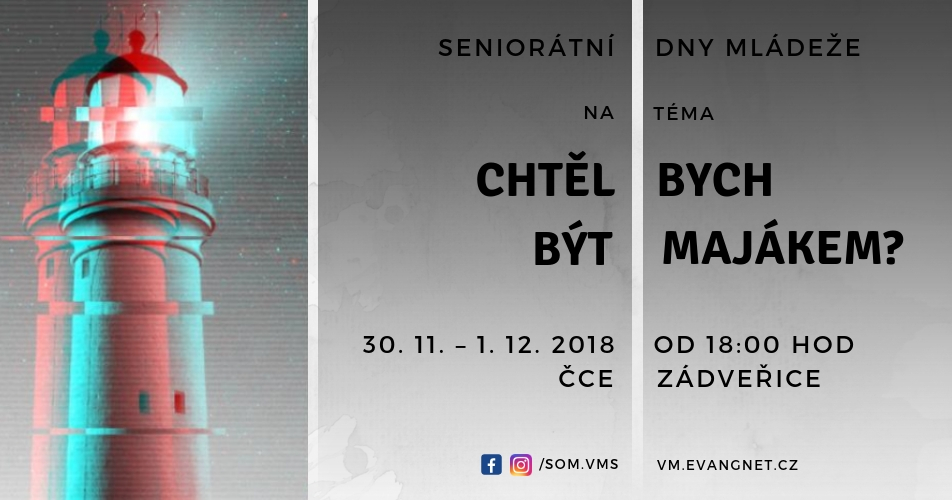 SENIORÁTNÍ DNY MLÁDEŽE
NA TÉMA
CHTĚL BYCH
BÝT MAJÁKEM?
30. 11. – 1. 12. 2018 OD 18:00 HOD
ČCE ZÁDVEŘICE
/SOM.VMS VM.EVANGNET.CZ